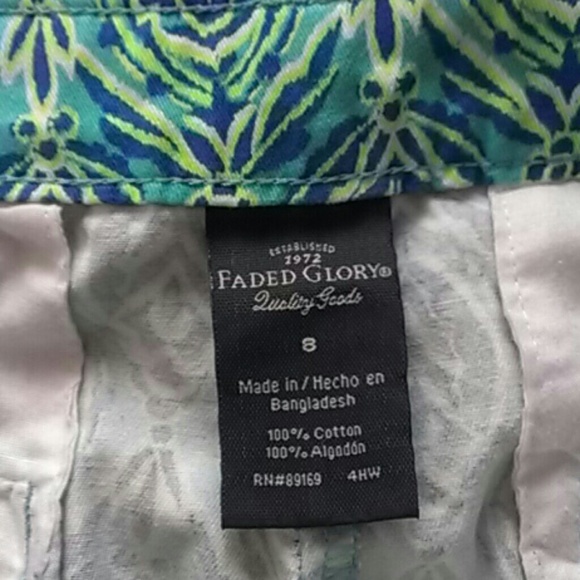 ESTABLISHED
1972
FADED GLORY®
Quality Goods
8
Made in / Hecho en
Bangladesh
100% Cotton
100% Algodón
RN#89169 4HW